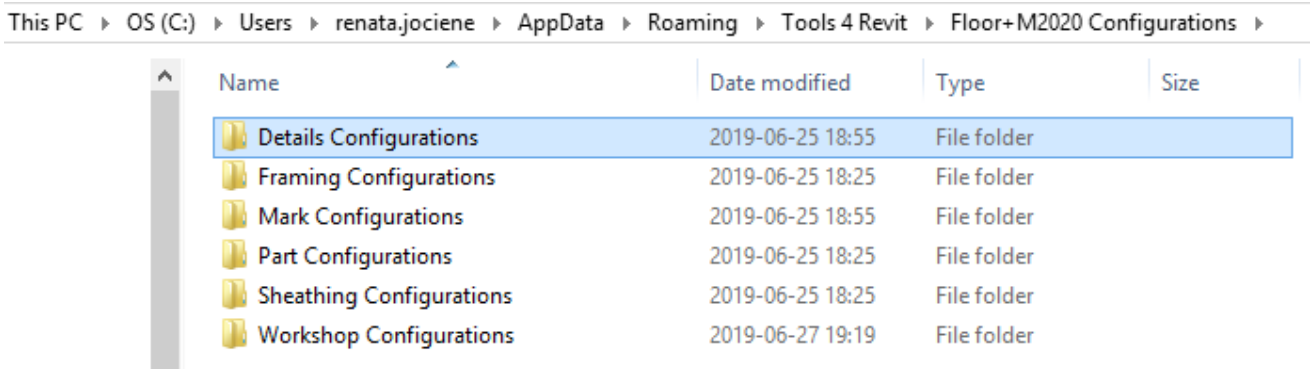 This PC OS (C:) Users renata.jociene AppData Roaming Tools 4 Revit Floor+M2020 Configurations
Name Date modified Type Size
Details Configurations 2019-06-25 18:55 File folder
Framing Configurations 2019-06-25 18:25 File folder
Mark Configurations 2019-06-25 18:55 File folder
Part Configurations 2019-06-25 18:25 File folder
Sheathing Configurations 2019-06-25 18:25 File folder
Workshop Configurations 2019-06-27 19:19 File folder